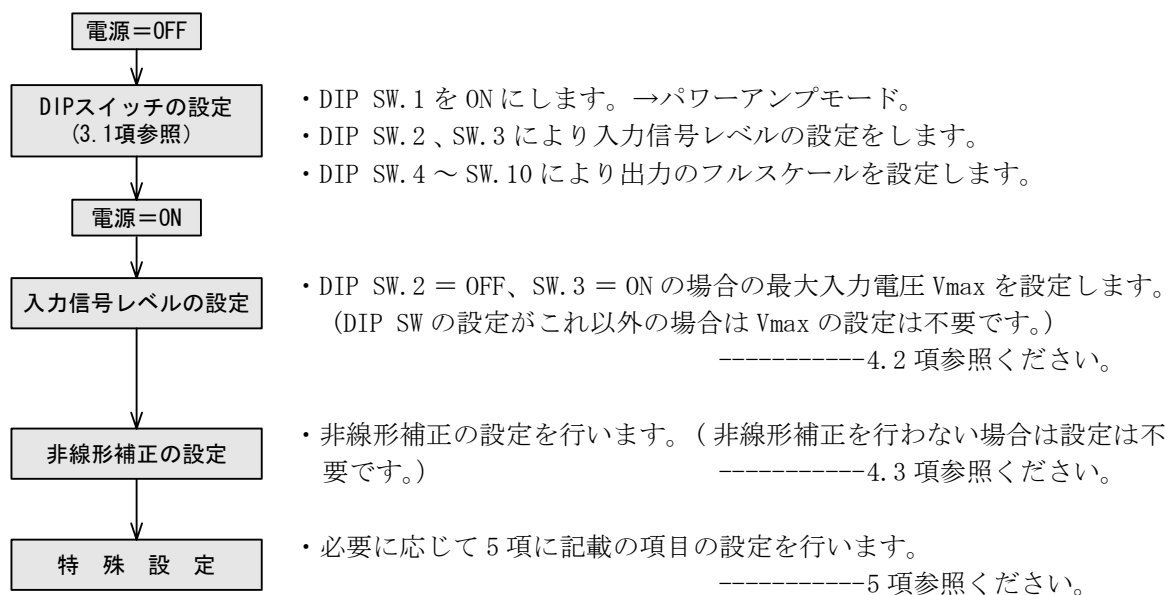 電源=OFF
DIPスイッチの設定
(3.1項参照)
・DIP SW.1 を ON にします。→パワーアンプモード。
・DIP SW.2 、SW.3 により入力信号レベルの設定をします。
・DIP SW.4 ~ SW.10 により出力のフルスケールを設定します。
電源=ON
入力信号レベルの設定
・DIP SW.2 = OFF、SW.3 = ON の場合の最大入力電圧 Vmax を設定します。
(DIP SW の設定がこれ以外の場合は Vmax の設定は不要です。)
-----------4.2 項参照ください。
非線形補正の設定
・非線形補正の設定を行います。( 非線形補正を行わない場合は設定は不
要です。) -----------4.3 項参照ください。
特 殊 設 定
・必要に応じて 5 項に記載の項目の設定を行います。
-----------5 項参照ください。